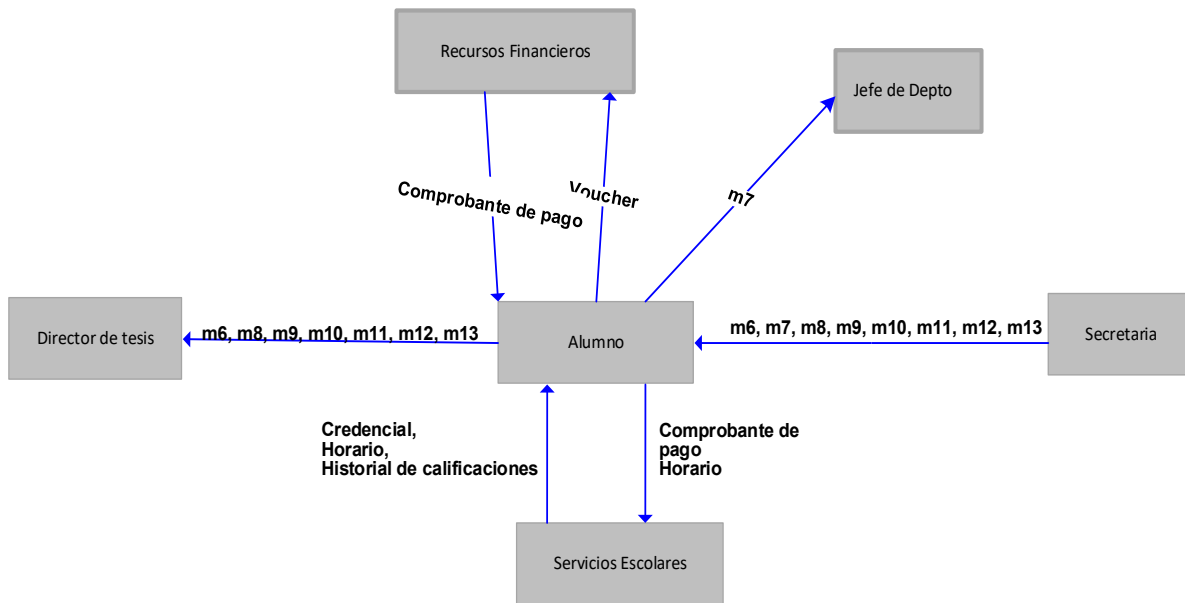 Recursos Financieros
Jefe de Depto
Comprobante de pago
Voucher
m7
Director de tesis
m6, m8, m9, m10, m11, m12, m13
Alumno
m6, m7, m8, m9, m10, m11, m12, m13
Secretaria
Credencial,
Horario,
Historial de calificaciones
Comprobante de
pago
Horario
Servicios Escolares